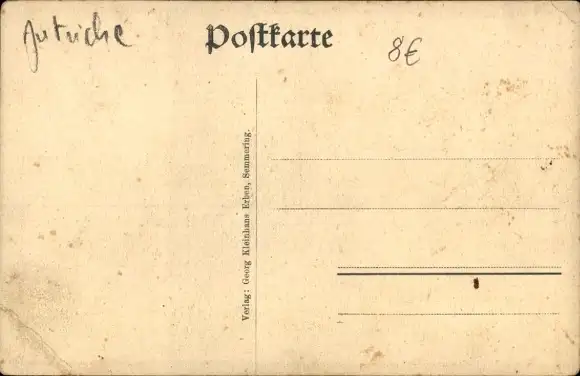 Autriche
Postkarte
8€
Verlag: Georg Kleinhans Erben, Semmering.